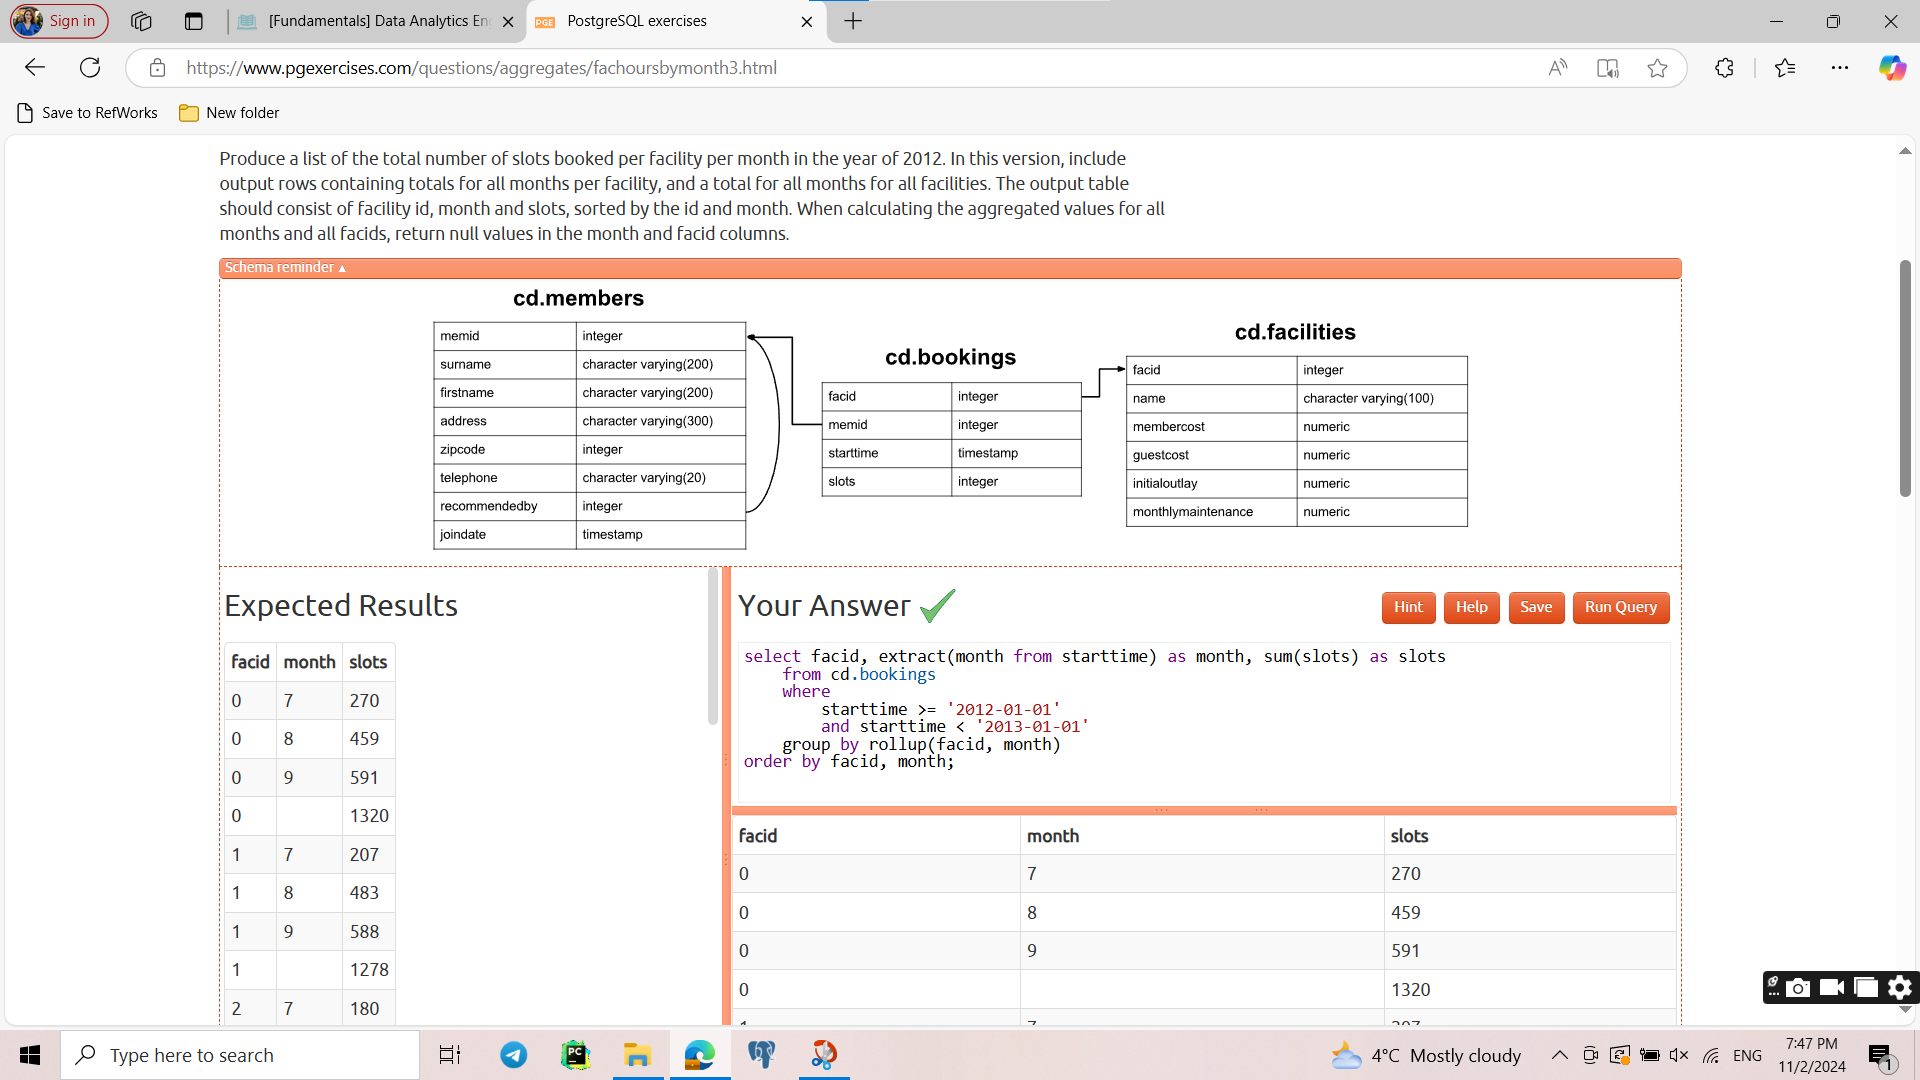 Sign in
[Fundamentals] Data Analytics En
PGE
PostgreSQL exercises
https://www.pgexercises.com/questions/aggregates/fachoursbymonth3.html
Save to RefWorks
New folder
Produce a list of the total number of slots booked per facility per month in the year of 2012. In this version, include
output rows containing totals for all months per facility, and a total for all months for all facilities. The output table
should consist of facility id, month and slots, sorted by the id and month. When calculating the aggregated values for all
months and all facids, return null values in the month and facid columns.
Schema reminder ▴
cd.members
memid integer
surname character varying(200)
firstname character varying(200)
address character varying(300)
zipcode integer
telephone character varying(20)
recommendedby integer
joindate timestamp
cd.bookings
facid integer
memid integer
starttime timestamp
slots integer
cd.facilities
facid integer
name character varying(100)
membercost numeric
guestcost numeric
initialoutlay numeric
monthlymaintenance numeric
Expected Results
facid month slots
0 7 270
0 8 459
0 9 591
0 1320
1 7 207
1 8 483
1 9 588
1 1278
2 7 180
Your Answer
Hint
Help
Save
Run Query
select facid, extract(month from starttime) as month, sum(slots) as slots
from cd.bookings
where
starttime >= '2012-01-01'
and starttime < '2013-01-01'
group by rollup(facid, month)
order by facid, month;
facid month slots
0 7 270
0 8 459
0 9 591
0 1320
Type here to search
PC
4°C Mostly cloudy
ENG
7:47 PM
11/2/2024
1